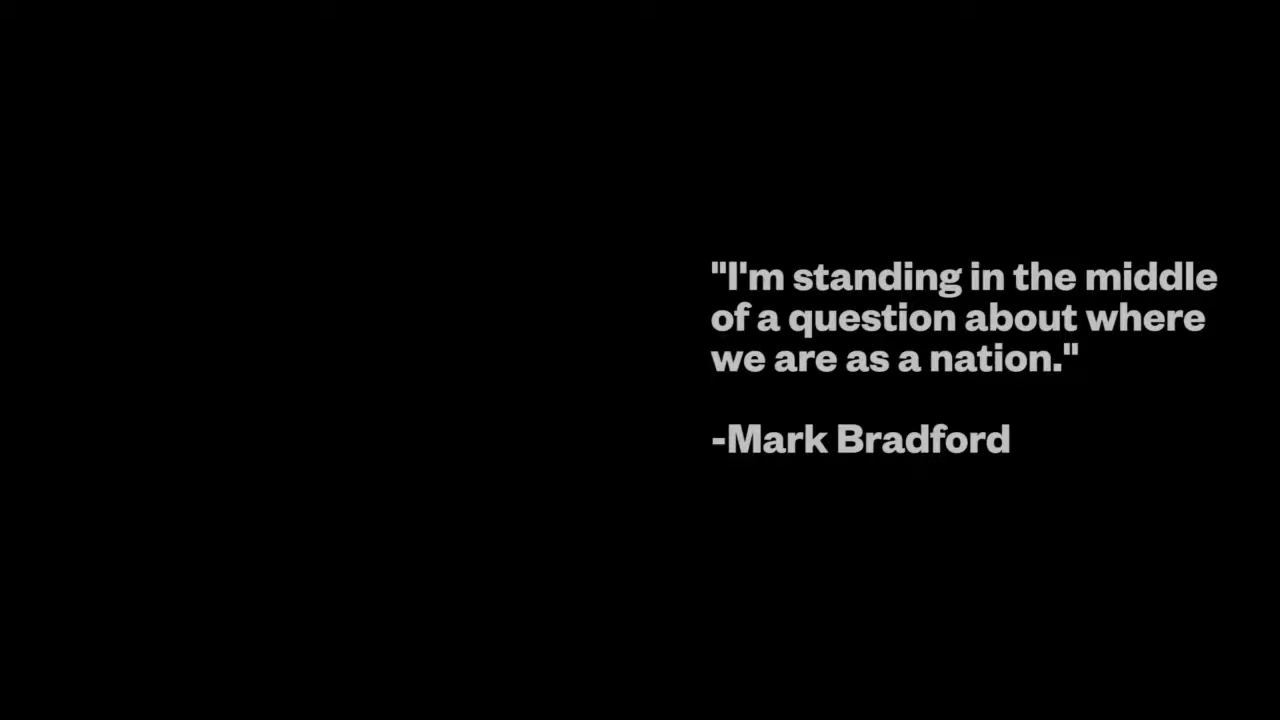 "I'm standing in the middle
of a question about where
we are as a nation."
-Mark Bradford